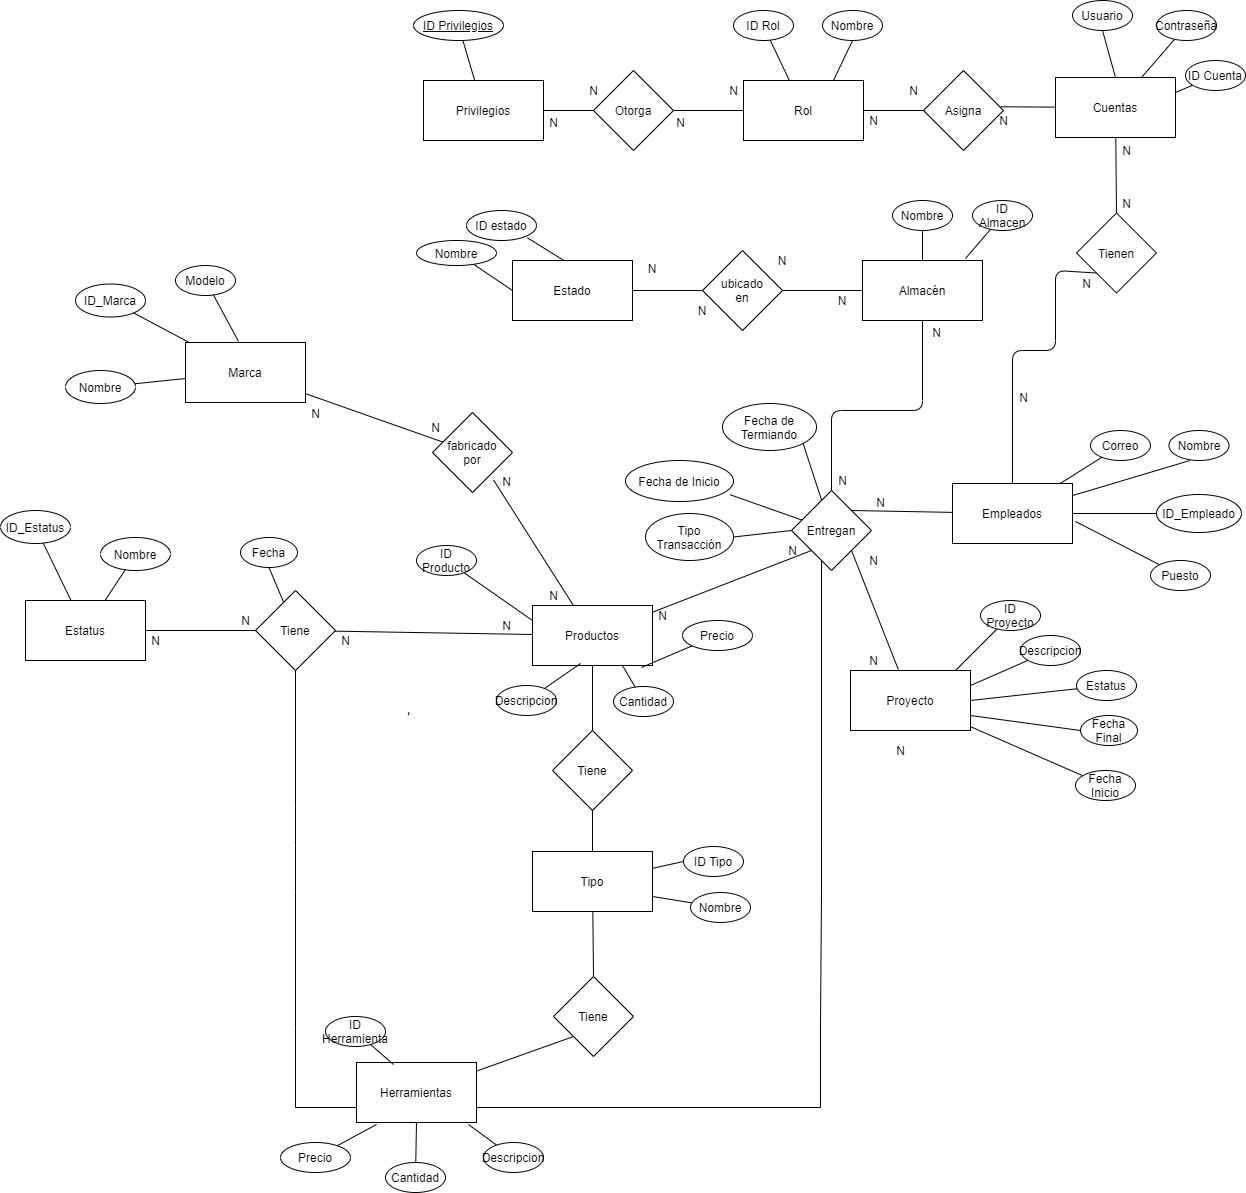 ID Privilegios
ID Rol
Nombre
Usuario
Contraseña
ID Cuenta
Privilegios
N
N
Otorga
N
N
Rol
N
N
Asigna
N
Cuentas
N
N
Tienen
N
Nombre
ID
Almacen
ID estado
Nombre
Estado
N
N
ubicado
en
N
N
Almacén
N
Modelo
ID_Marca
Nombre
Marca
N
N
fabricado
por
N
N
Fecha de
Termiando
Fecha de Inicio
Tipo
Transacción
N
Entregan
N
N
N
N
Correo
Nombre
Empleados
ID_Empleado
Puesto
ID_Estatus
Nombre
Fecha
ID
Producto
Estatus
N
N
Tiene
N
N
Productos
N
Precio
Descripcion
Cantidad
,
N
ID
Proyecto
Descripcion
Proyecto
Estatus
Fecha
Final
Fecha
Inicio
N
Tiene
Tipo
ID Tipo
Nombre
Tiene
ID
Herramienta
Herramientas
Precio
Cantidad
Descripcion